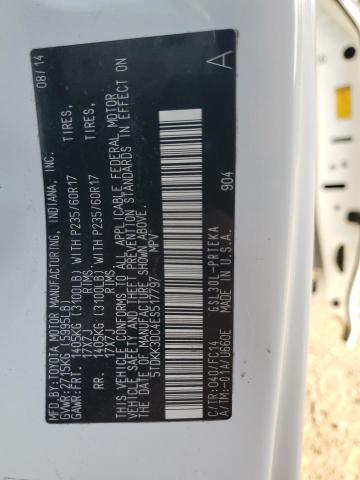 MFD.BY:TOYOTA MOTOR MANUFACTURING, INDIANA, INC. 08/14
GVWR:2715KG (5995LB)
GAWR:FRT. 1405KG (3100LB) WITH P235/60R17 TIRES,
17X7J RIMS.
RR. 1405KG (3100LB) WITH P235/60R17 TIRES,
17X7J RIMS.
THIS VEHICLE CONFORMS TO ALL APPLICABLE FEDERAL MOTOR
VEHICLE SAFETY, AND THEFT PREVENTION STANDARDS IN EFFECT ON
THE DATE OF MANUFACTURE SHOWN ABOVE.
5TDKK3DC4ES517797 MPV A
C/TR:040/FC14 GSL30L-PRTEKA
A/TM:-01A/U660E MADE IN U.S.A. 904